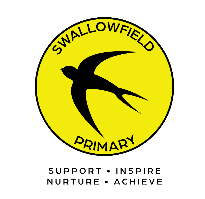 SWALLOWFIELD
PRIMARY
SUPPORT • INSPIRE
NURTURE • ACHIEVE